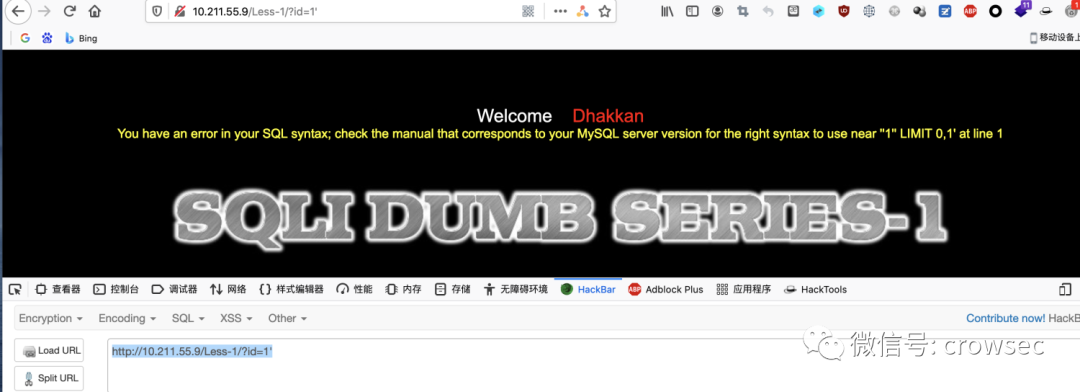 10.211.55.9/Less-1/?id=1'
11
1
G Bing
移动设备上
Welcome Dhakkan
You have an error in your SQL syntax; check the manual that corresponds to your MySQL server version for the right syntax to use near ''1'' LIMIT 0,1' at line 1
SQLI DUMB SERIES-1
查看器 控制台 调试器 网络 {} 样式编辑器 性能 内存 存储 无障碍环境 HackBar ABP Adblock Plus 应用程序 HackTools
Encryption Encoding SQL XSS Other Contribute now! HackB
Load URL http://10.211.55.9/Less-1/?id=1'
Split URL
微信号: crowsec